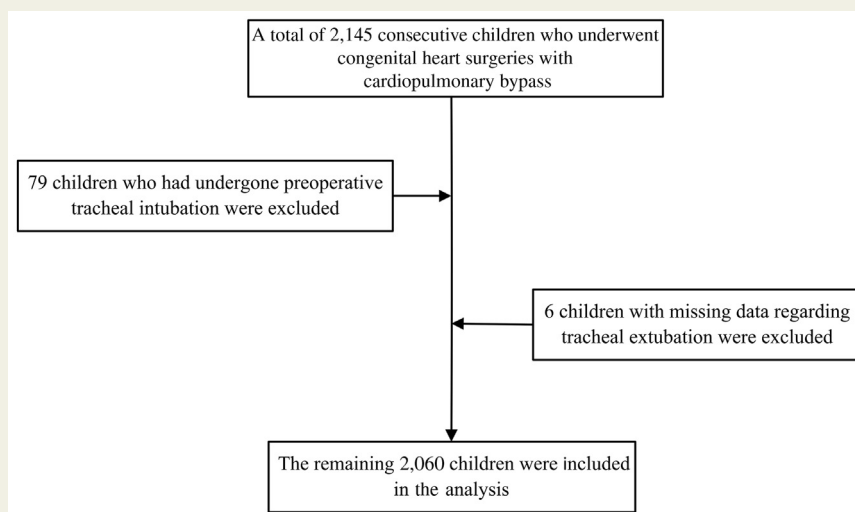 A total of 2,145 consecutive children who underwent
congenital heart surgeries with
cardiopulmonary bypass
79 children who had undergone preoperative
tracheal intubation were excluded
6 children with missing data regarding
tracheal extubation were excluded
The remaining 2,060 children were included
in the analysis